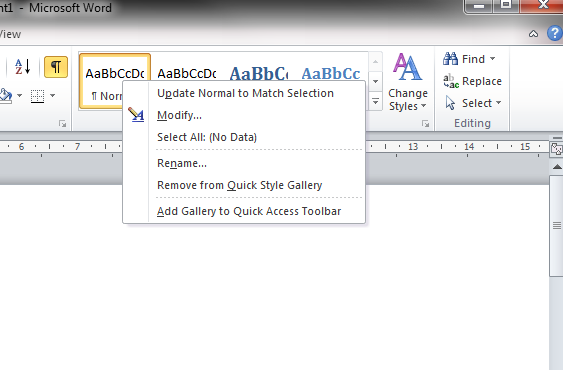 nt1 - Microsoft Word
View
A Z
¶
AaBbCcDc AaBbCcDc AaBbCc AaBbCc
¶ Norm
Change Styles
Find
Replace
Select
Editing
Update Normal to Match Selection
Modify...
Select All: (No Data)
Rename...
Remove from Quick Style Gallery
Add Gallery to Quick Access Toolbar
6 7 13 14 15